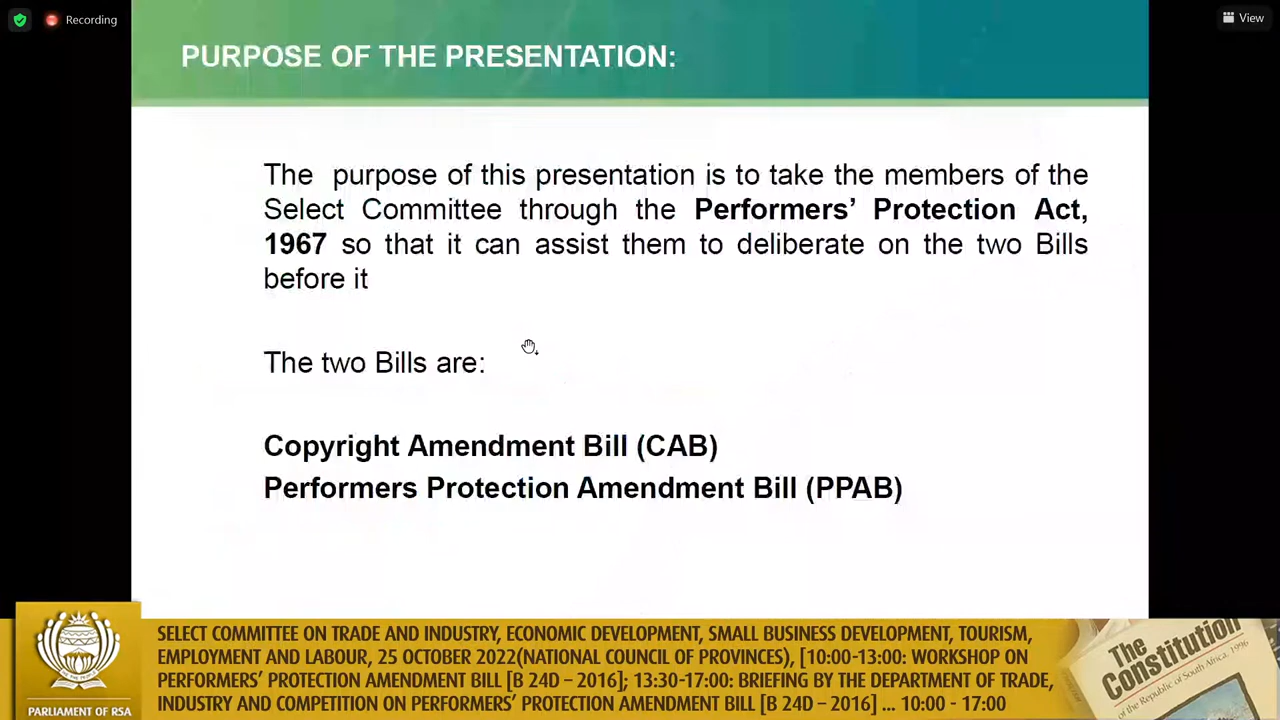 Recording
View
PURPOSE OF THE PRESENTATION:
The purpose of this presentation is to take the members of the
Select Committee through the Performers’ Protection Act,
1967 so that it can assist them to deliberate on the two Bills
before it
The two Bills are:
Copyright Amendment Bill (CAB)
Performers Protection Amendment Bill (PPAB)
SELECT COMMITTEE ON TRADE AND INDUSTRY, ECONOMIC DEVELOPMENT, SMALL BUSINESS DEVELOPMENT, TOURISM,
EMPLOYMENT AND LABOUR, 25 OCTOBER 2022(NATIONAL COUNCIL OF PROVINCES), [10:00-13:00: WORKSHOP ON
PERFORMERS’ PROTECTION AMENDMENT BILL [B 24D – 2016]; 13:30-17:00: BRIEFING BY THE DEPARTMENT OF TRADE,
INDUSTRY AND COMPETITION ON PERFORMERS’ PROTECTION AMENDMENT BILL [B 24D – 2016] ... 10:00 - 17:00
PARLIAMENT OF RSA
The
Constitution
of the Republic of South Africa, 1996